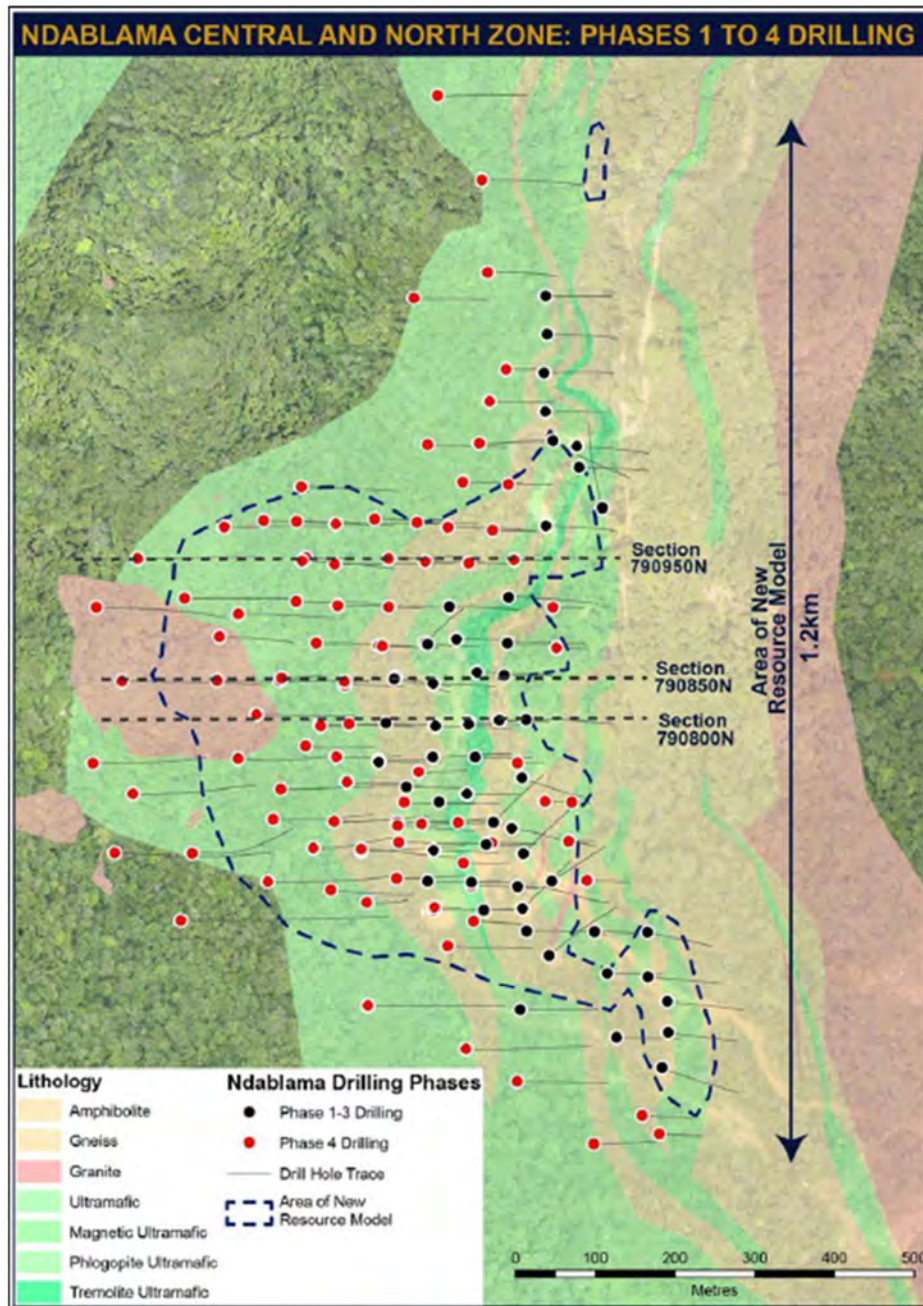 NDABLAMA CENTRAL AND NORTH ZONE: PHASES 1 TO 4 DRILLING
Section
790950N
Section
790850N
Section
790800N
Area of New
Resource Model
1.2km
Lithology
Amphibolite
Gneiss
Granite
Ultramafic
Magnetic Ultramafic
Phlogopite Ultramafic
Tremolite Ultramafic
Ndablama Drilling Phases
Phase 1-3 Drilling
Phase 4 Drilling
Drill Hole Trace
Area of New
Resource Model
0 100 200 300 400 500
Metres